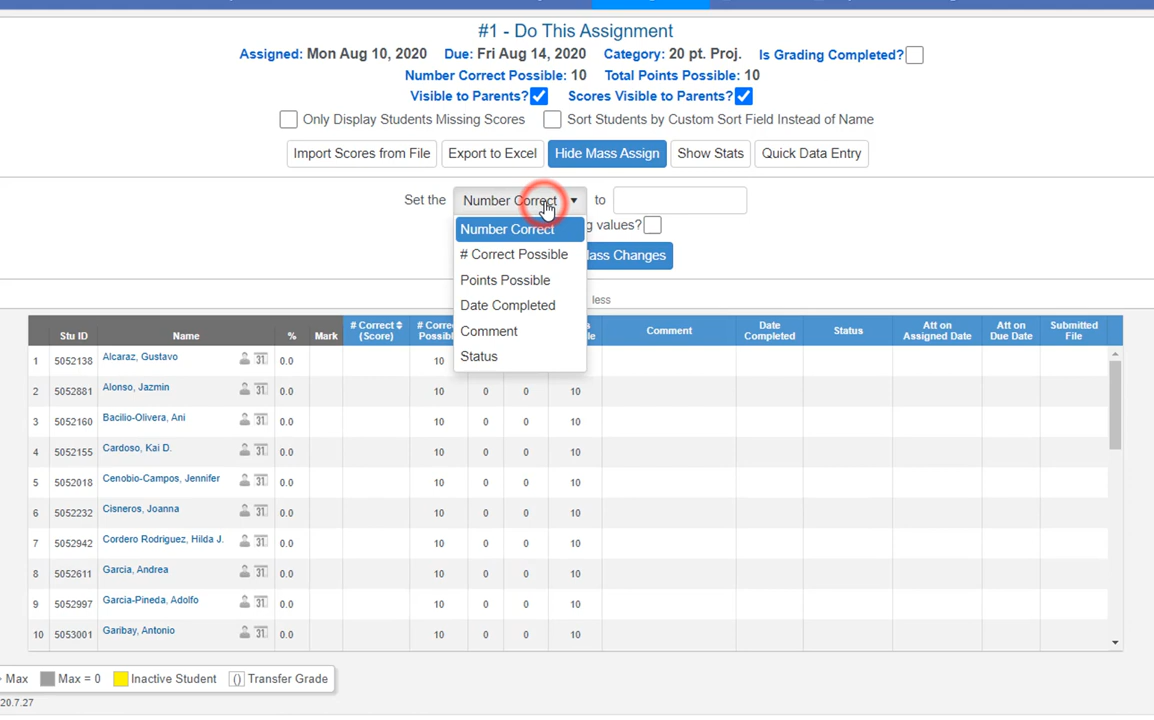 #1 - Do This Assignment
Assigned: Mon Aug 10, 2020 Due: Fri Aug 14, 2020 Category: 20 pt. Proj. Is Grading Completed?
Number Correct Possible: 10 Total Points Possible: 10
Visible to Parents? Scores Visible to Parents?
Only Display Students Missing Scores Sort Students by Custom Sort Field Instead of Name
Import Scores from File Export to Excel Hide Mass Assign Show Stats Quick Data Entry
Set the Number Correct to
Number Correct
values?
# Correct Possible
Changes
Points Possible
Date Completed
less
Comment
Status
Stu ID Name % Mark # Correct (Score) Comment Date Completed Status Att on Assigned Date Att on Due Date Submitted File
1 5052138 Alcaraz, Gustavo 31 0.0 10
2 5052881 Alonso, Jazmin 31 0.0 10 0 0 10
3 5052160 Bacilio-Olivera, Ani 31 0.0 10 0 0 10
4 5052155 Cardoso, Kai D. 31 0.0 10 0 0 10
5 5052018 Cenobio-Campos, Jennifer 31 0.0 10 0 0 10
6 5052232 Cisneros, Joanna 31 0.0 10 0 0 10
7 5052942 Cordero Rodriguez, Hilda J. 31 0.0 10 0 0 10
8 5052611 Garcia, Andrea 31 0.0 10 0 0 10
9 5052997 Garcia-Pineda, Adolfo 31 0.0 10 0 0 10
10 5053001 Garibay, Antonio 31 0.0 10 0 0 10
Max Max = 0 Inactive Student () Transfer Grade
20.7.27